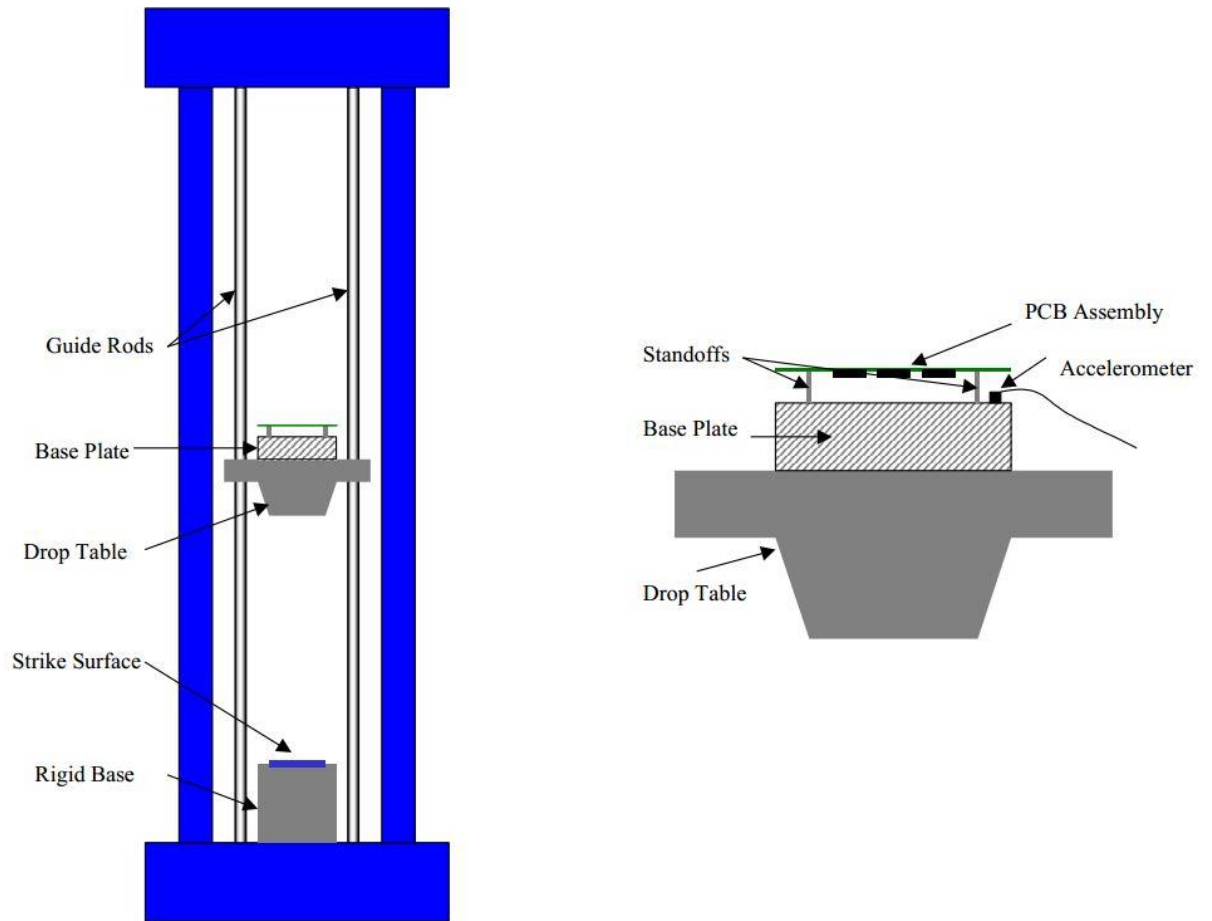 Guide Rods
Base Plate
Drop Table
Strike Surface
Rigid Base
PCB Assembly
Standoffs
Accelerometer
Base Plate
Drop Table